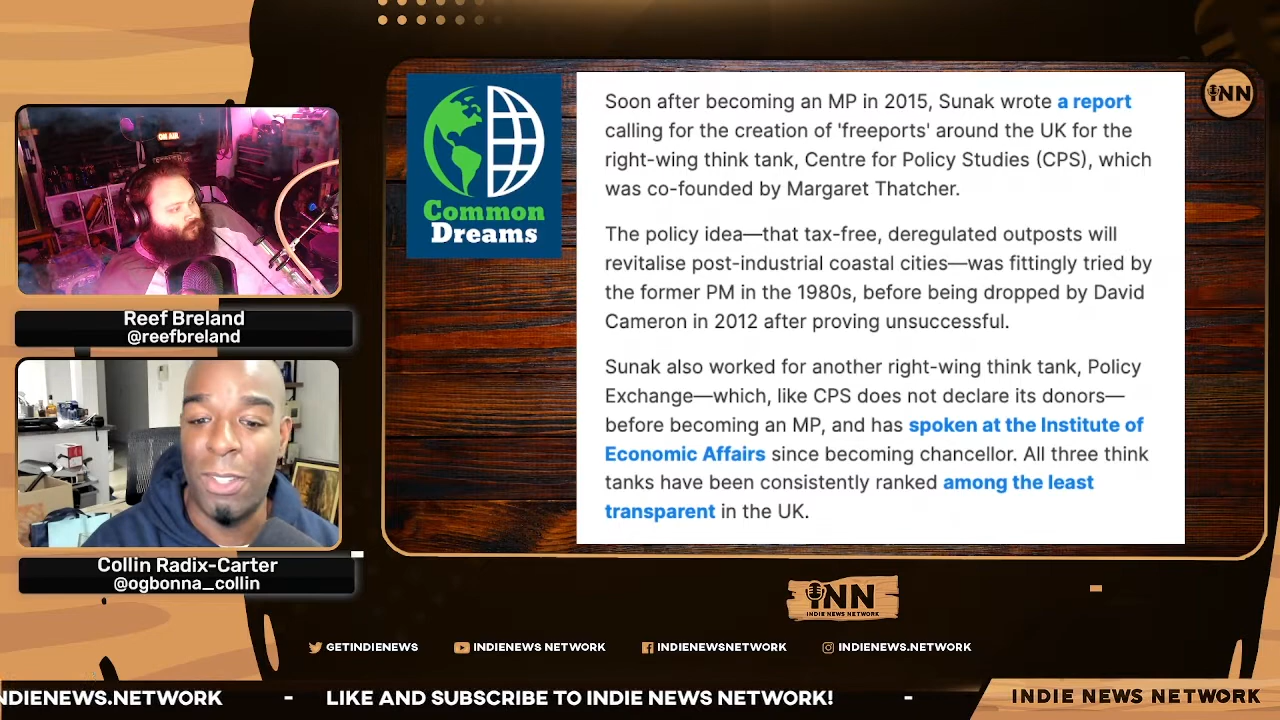 ON AIR
Reef Breland
@reefbreland
Collin Radix-Carter
@ogbonna_collin
Common
Dreams
Soon after becoming an MP in 2015, Sunak wrote a report
calling for the creation of 'freeports' around the UK for the
right-wing think tank, Centre for Policy Studies (CPS), which
was co-founded by Margaret Thatcher.
The policy idea—that tax-free, deregulated outposts will
revitalise post-industrial coastal cities—was fittingly tried by
the former PM in the 1980s, before being dropped by David
Cameron in 2012 after proving unsuccessful.
Sunak also worked for another right-wing think tank, Policy
Exchange—which, like CPS does not declare its donors—
before becoming an MP, and has spoken at the Institute of
Economic Affairs since becoming chancellor. All three think
tanks have been consistently ranked among the least
transparent in the UK.
INN
INN
INDIE NEWS NETWORK
GETINDIENEWS
INDIENEWS NETWORK
INDIENEWSNETWORK
INDIENEWS.NETWORK
NDIENEWS.NETWORK - LIKE AND SUBSCRIBE TO INDIE NEWS NETWORK! -
INDIE NEWS NETWORK